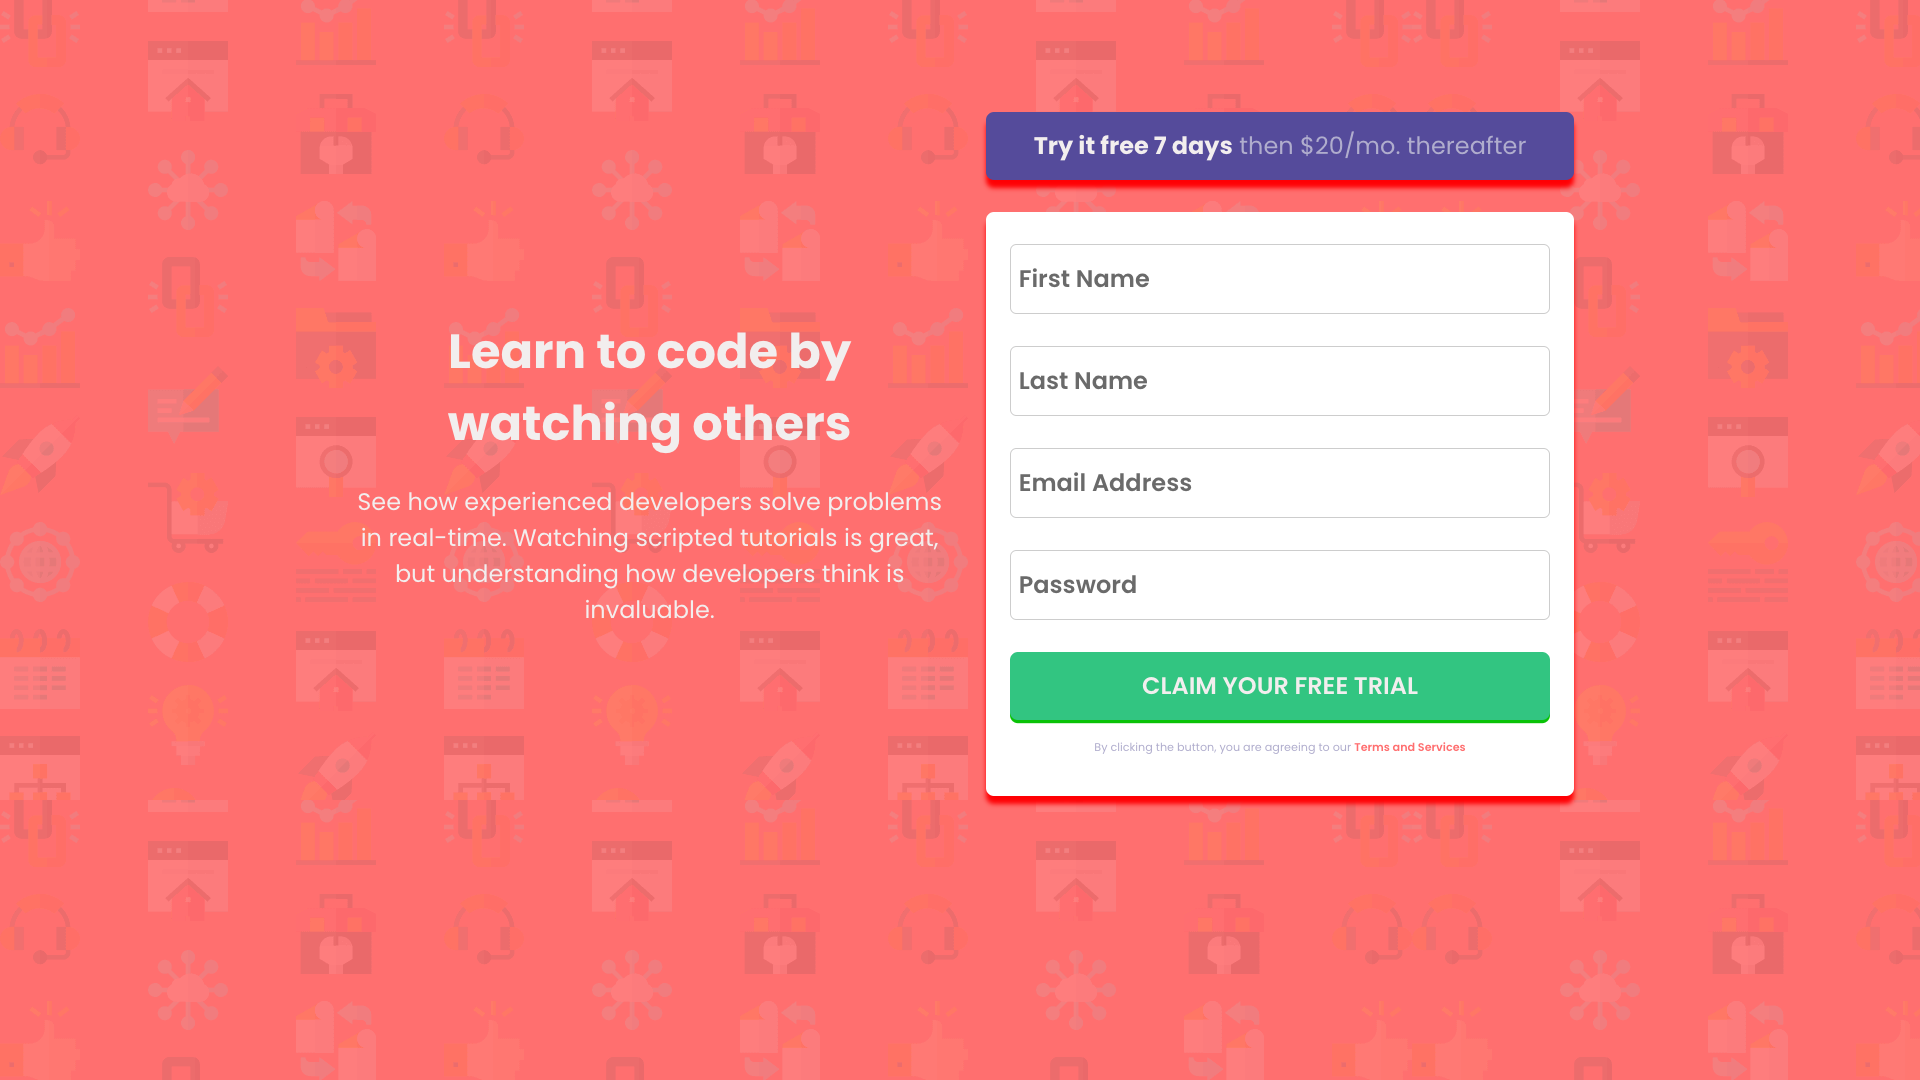 Learn to code by
watching others
See how experienced developers solve problems
in real-time. Watching scripted tutorials is great,
but understanding how developers think is
invaluable.
Try it free 7 days then $20/mo. thereafter
First Name
Last Name
Email Address
Password
CLAIM YOUR FREE TRIAL
By clicking the button, you are agreeing to our Terms and Services